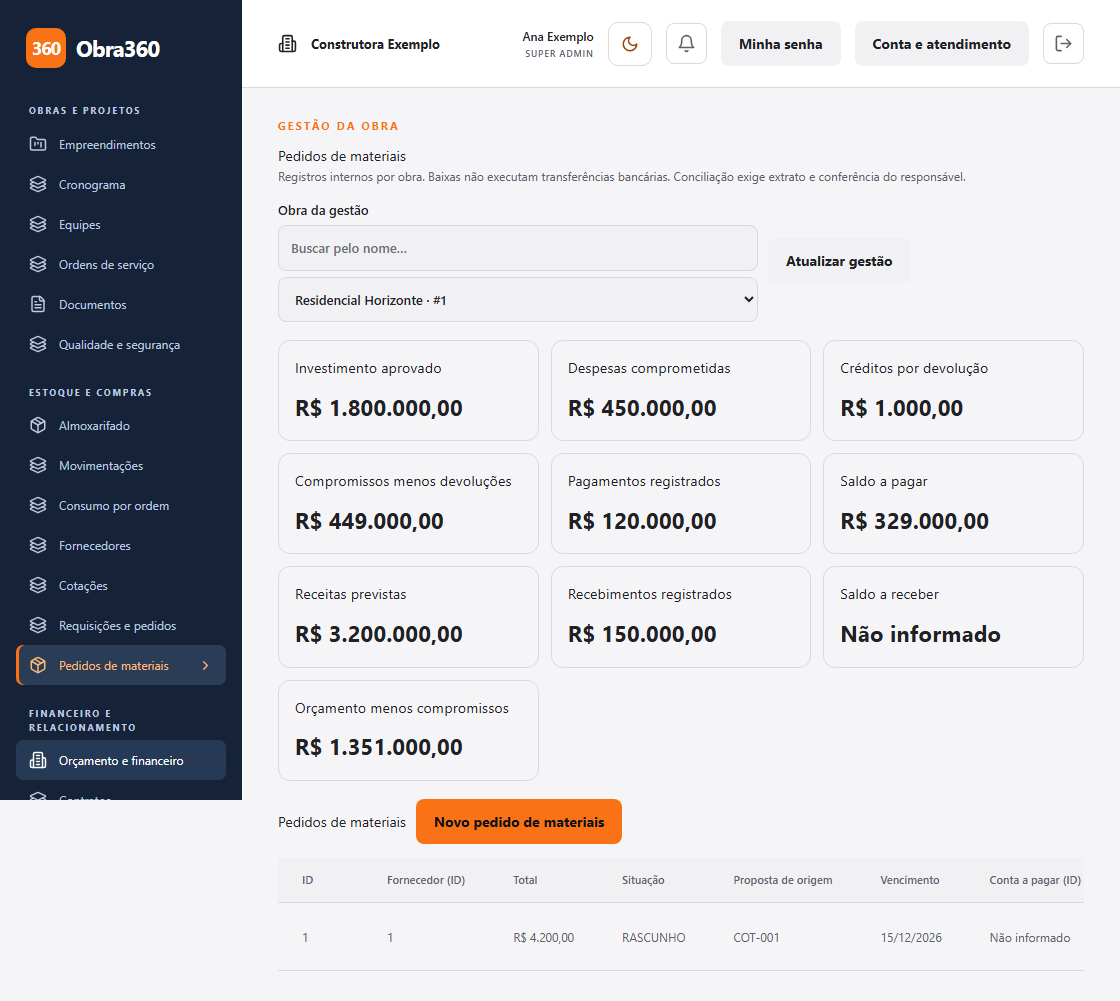 360 Obra360
OBRAS E PROJETOS
Empreendimentos
Cronograma
Equipes
Ordens de serviço
Documentos
Qualidade e segurança
ESTOQUE E COMPRAS
Almoxarifado
Movimentações
Consumo por ordem
Fornecedores
Cotações
Requisições e pedidos
Pedidos de materiais
FINANCEIRO E
RELACIONAMENTO
Orçamento e financeiro
Construtora Exemplo
Ana Exemplo
SUPER ADMIN
Minha senha
Conta e atendimento
GESTÃO DA OBRA
Pedidos de materiais
Registros internos por obra. Baixas não executam transferências bancárias. Conciliação exige extrato e conferência do responsável.
Obra da gestão
Buscar pelo nome...
Atualizar gestão
Residencial Horizonte · #1
Investimento aprovado
R$ 1.800.000,00
Despesas comprometidas
R$ 450.000,00
Créditos por devolução
R$ 1.000,00
Compromissos menos devoluções
R$ 449.000,00
Pagamentos registrados
R$ 120.000,00
Saldo a pagar
R$ 329.000,00
Receitas previstas
R$ 3.200.000,00
Recebimentos registrados
R$ 150.000,00
Saldo a receber
Não informado
Orçamento menos compromissos
R$ 1.351.000,00
Pedidos de materiais
Novo pedido de materiais
ID Fornecedor (ID) Total Situação Proposta de origem Vencimento Conta a pagar (ID)
1 1 R$ 4.200,00 RASCUNHO COT-001 15/12/2026 Não informado